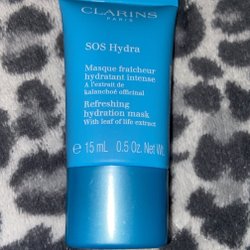 CLARINS
PARIS
SOS Hydra
Masque fraîcheur
hydratant intense
A l'extrait de
kalanchoé officinal
Refreshing
hydration mask
With leaf of life extract
e 15 mL 0.5 Oz. Net Wt.